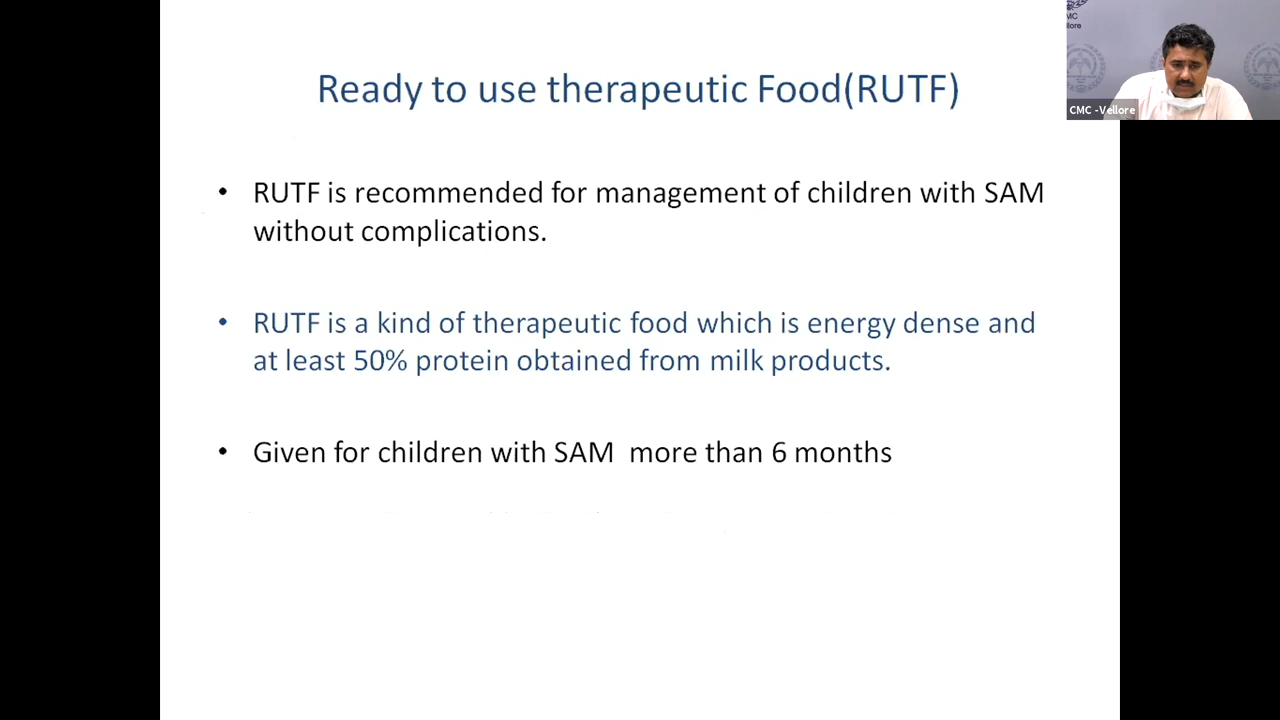 Ready to use therapeutic Food(RUTF)
MC
llore
CMC -Vellore
• RUTF is recommended for management of children with SAM
without complications.
• RUTF is a kind of therapeutic food which is energy dense and
at least 50% protein obtained from milk products.
• Given for children with SAM more than 6 months